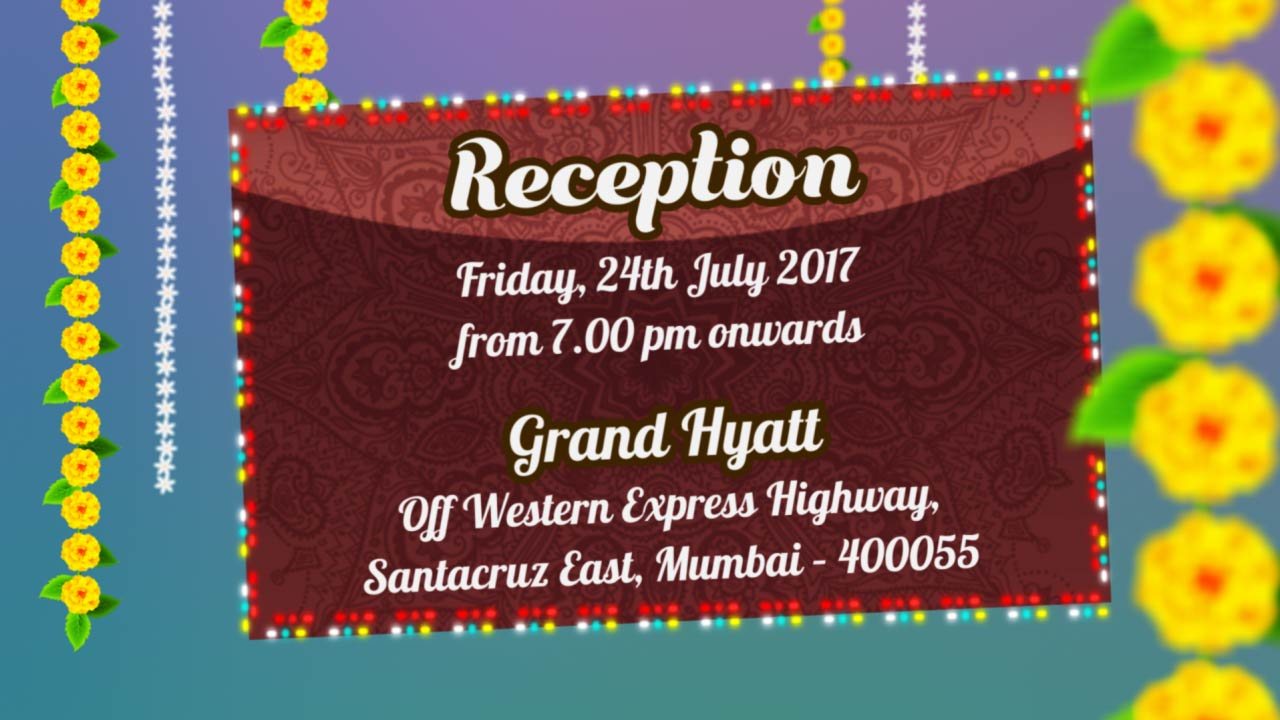 Reception
Friday, 24th July 2017
from 7.00 pm onwards
Grand Hyatt
Off Western Express Highway,
Santacruz East, Mumbai - 400055